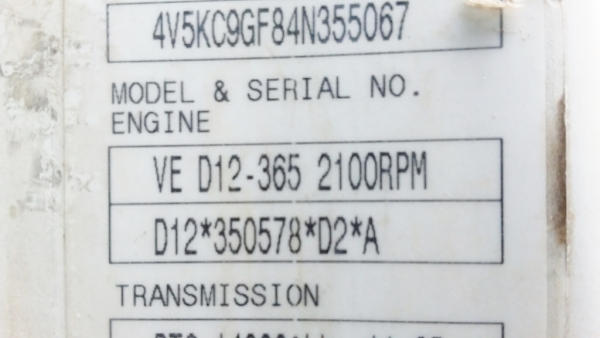 4V5KC9GF84N355067
MODEL & SERIAL NO.
ENGINE
VE D12-365 2100RPM
D12*350578*D2*A
TRANSMISSION